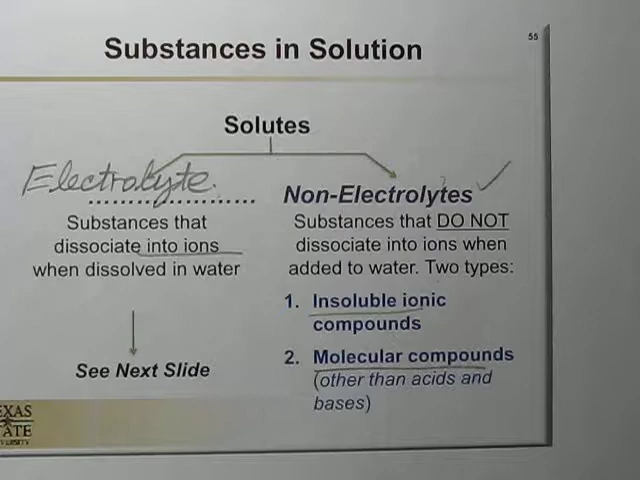 55
Substances in Solution
Solutes
Electrolyte.
Substances that
dissociate into ions
when dissolved in water
See Next Slide
Non-Electrolytes
Substances that DO NOT
dissociate into ions when
added to water. Two types:
1. Insoluble ionic
compounds
2. Molecular compounds
(other than acids and
bases)
EXAS
ATE
VERSITY